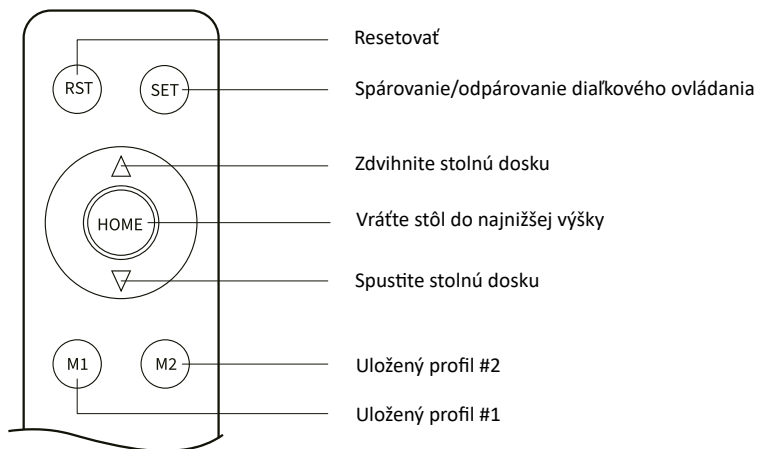 RST
SET
HOME
M1
M2
Resetovať
Spárovanie/odpárovanie diaľkového ovládania
Zdvihnite stolnú dosku
Vráťte stôl do najnižšej výšky
Spustite stolnú dosku
Uložený profil #2
Uložený profil #1